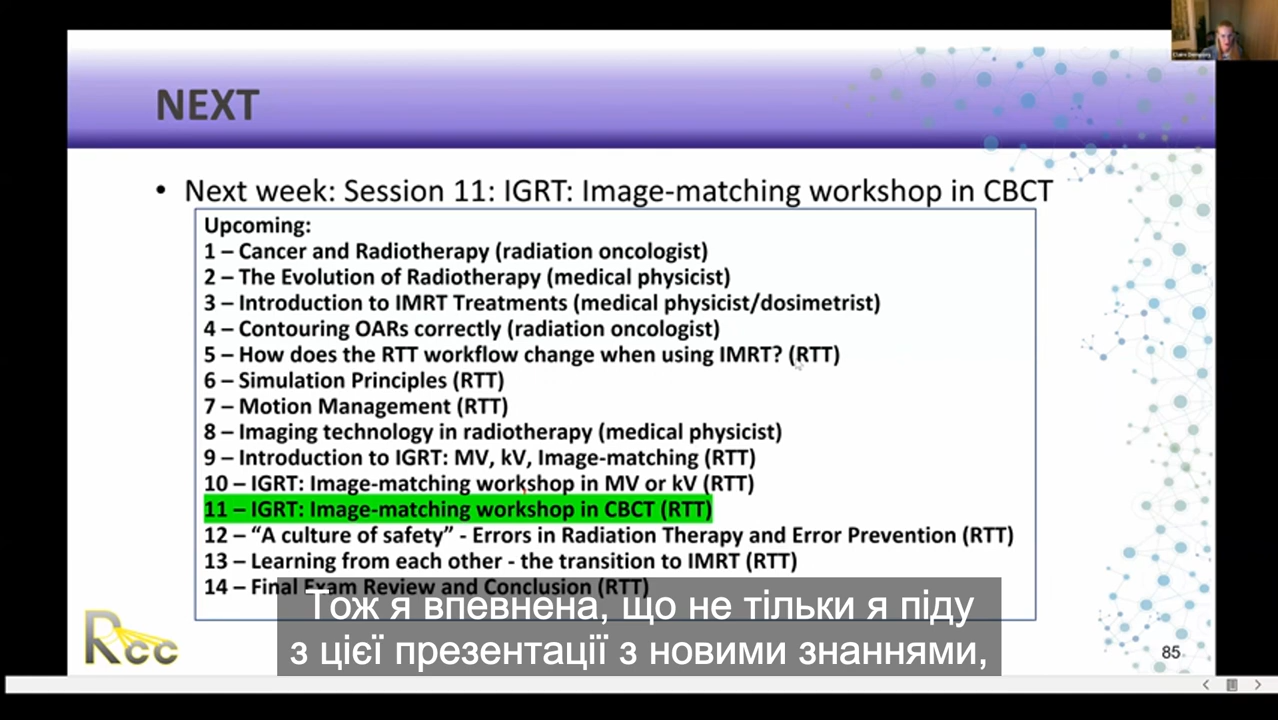 NEXT
• Next week: Session 11: IGRT: Image-matching workshop in CBCT
Upcoming:
1 – Cancer and Radiotherapy (radiation oncologist)
2 – The Evolution of Radiotherapy (medical physicist)
3 – Introduction to IMRT Treatments (medical physicist/dosimetrist)
4 – Contouring OARs correctly (radiation oncologist)
5 – How does the RTT workflow change when using IMRT? (RTT)
6 – Simulation Principles (RTT)
7 – Motion Management (RTT)
8 – Imaging technology in radiotherapy (medical physicist)
9 – Introduction to IGRT: MV, kV, Image-matching (RTT)
10 – IGRT: Image-matching workshop in MV or kV (RTT)
11 – IGRT: Image-matching workshop in CBCT (RTT)
12 – “A culture of safety” - Errors in Radiation Therapy and Error Prevention (RTT)
13 – Learning from each other - the transition to IMRT (RTT)
14 – Final Exam Review and Conclusion (RTT)
Тож я впевнена, що не тільки я піду
з цієї презентації з новими знаннями,
Rcc
85